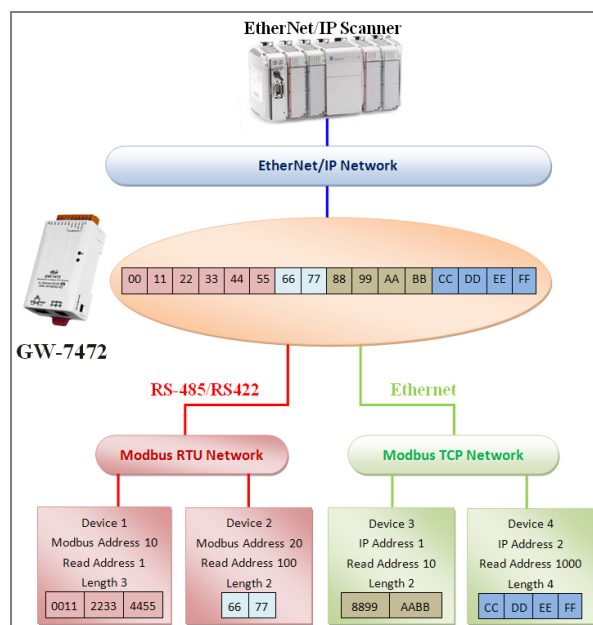 EtherNet/IP Scanner
EtherNet/IP Network
GW-7472
00 11 22 33 44 55 66 77 88 99 AA BB CC DD EE FF
GW-7472
RS-485/RS422
Ethernet
Modbus RTU Network
Modbus TCP Network
Device 1
Modbus Address 10
Read Address 1
Length 3
0011 2233 4455
Device 2
Modbus Address 20
Read Address 100
Length 2
66 77
Device 3
IP Address 1
Read Address 10
Length 2
8899 AABB
Device 4
IP Address 2
Read Address 1000
Length 4
CC DD EE FF